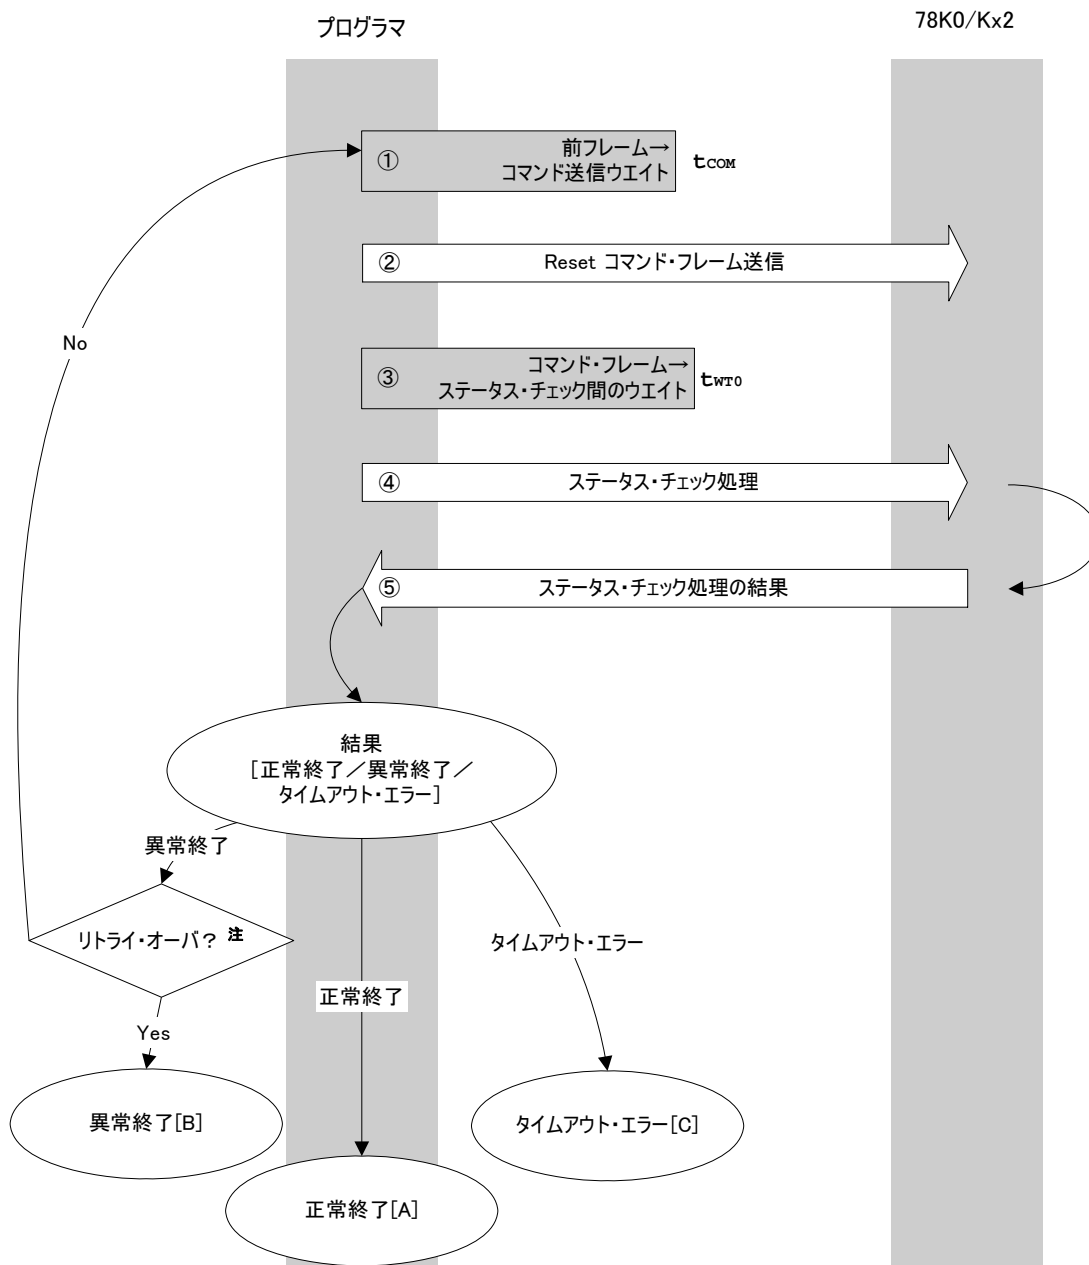 プログラマ
78K0/Kx2
① 前フレーム→
コマンド送信ウエイト
tCOM
② Reset コマンド・フレーム送信
No
③ コマンド・フレーム→
ステータス・チェック間のウエイト
tWT0
④ ステータス・チェック処理
⑤ ステータス・チェック処理の結果
結果
[正常終了／異常終了／
タイムアウト・エラー]
異常終了
リトライ・オーバ？ 注
タイムアウト・エラー
正常終了
Yes
異常終了[B]
タイムアウト・エラー[C]
正常終了[A]